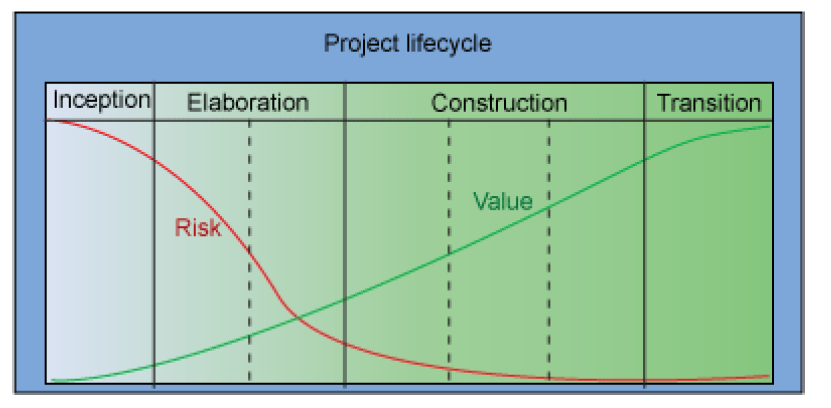 Project lifecycle
Inception Elaboration Construction Transition
Value
Risk